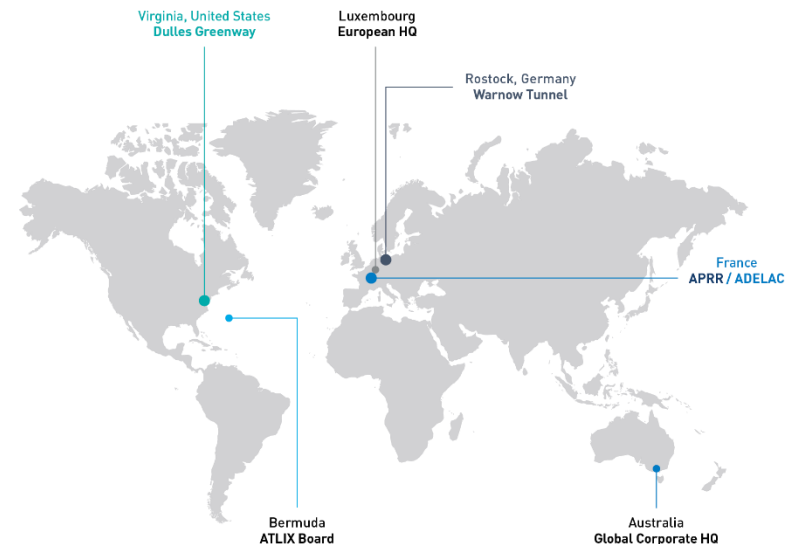 Virginia, United States
Dulles Greenway
Luxembourg
European HQ
Rostock, Germany
Warnow Tunnel
France
APRR / ADELAC
Bermuda
ATLIX Board
Australia
Global Corporate HQ